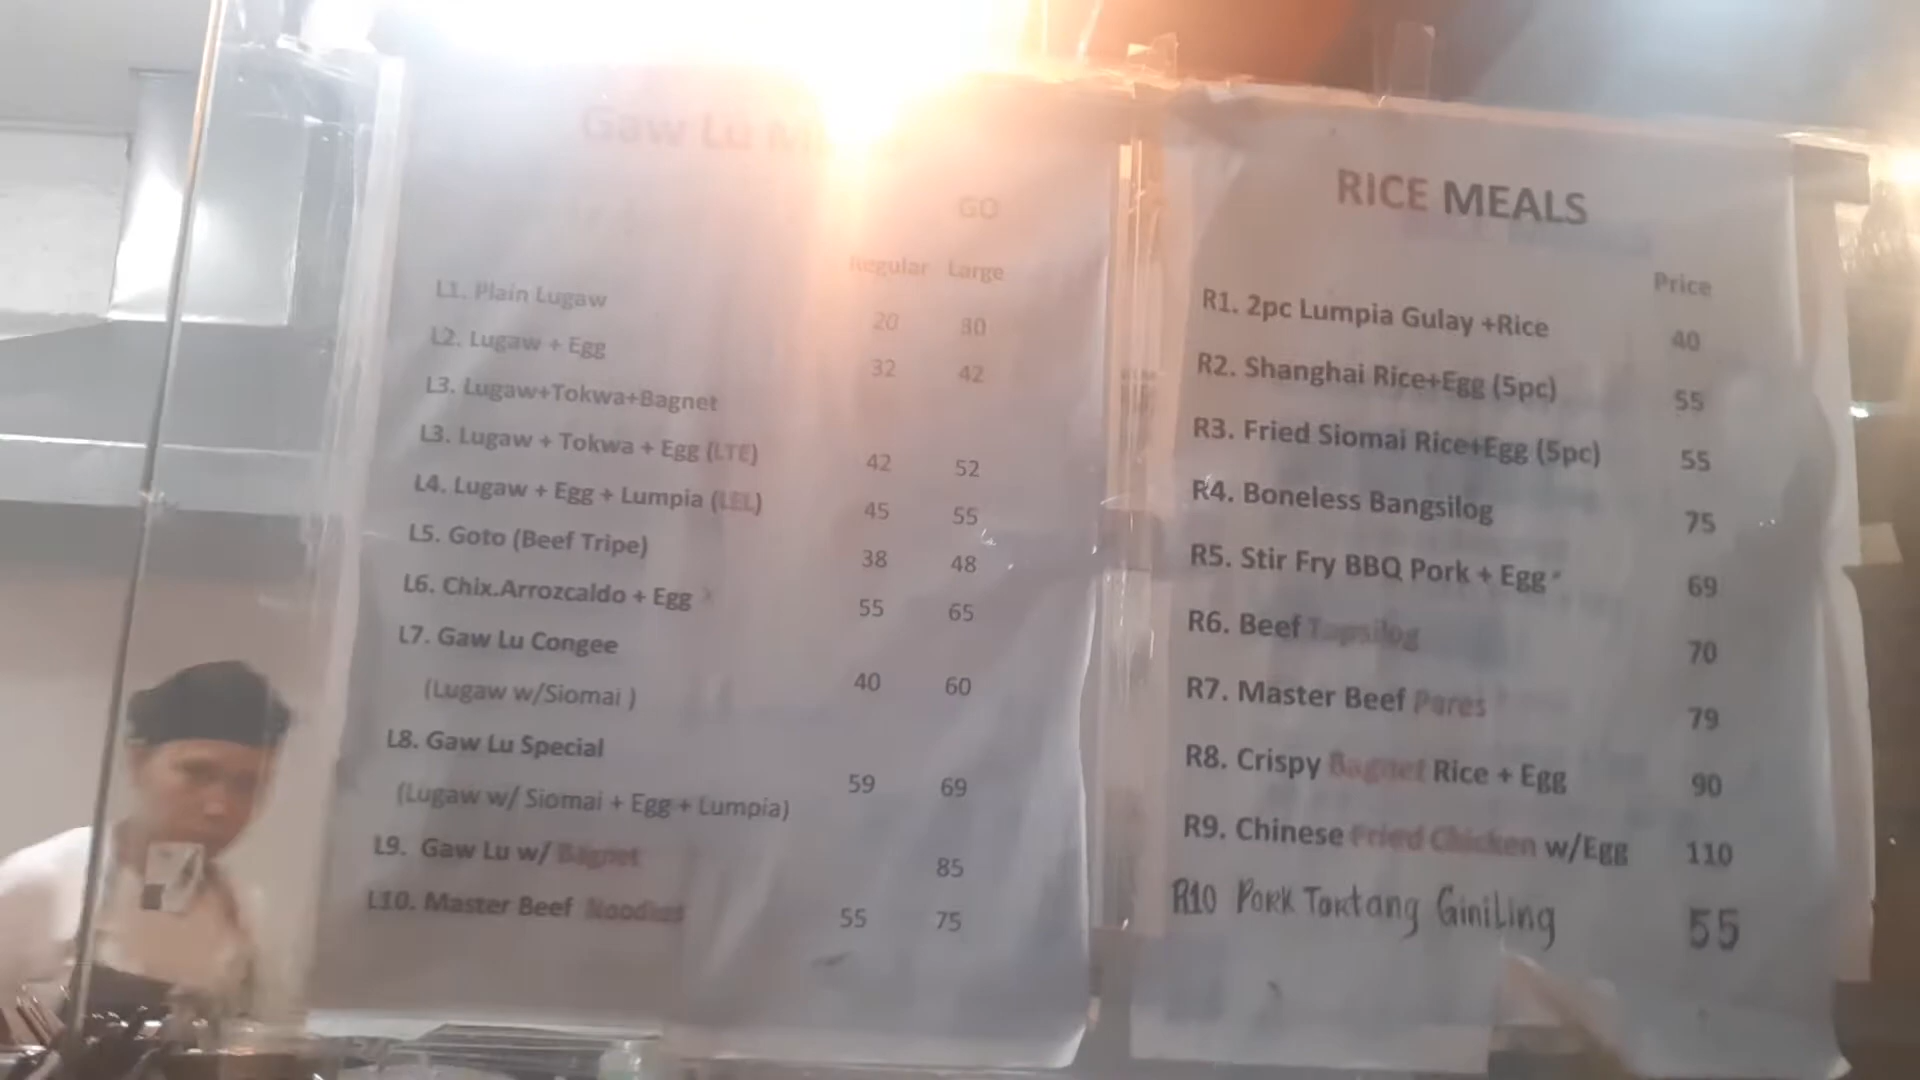 Gaw Lu
GO
Regular Large
L1. Plain Lugaw 20 30
L2. Lugaw + Egg 32 42
L3. Lugaw+Tokwa+Bagnet
L3. Lugaw + Tokwa + Egg (LTE) 42 52
L4. Lugaw + Egg + Lumpia (LEL) 45 55
L5. Goto (Beef Tripe) 38 48
L6. Chix.Arrozcaldo + Egg 55 65
L7. Gaw Lu Congee
(Lugaw w/Siomai ) 40 60
L8. Gaw Lu Special
(Lugaw w/ Siomai + Egg + Lumpia) 59 69
L9. Gaw Lu w/ Bagnet 85
L10. Master Beef Noodles 55 75
RICE MEALS
Price
R1. 2pc Lumpia Gulay +Rice 40
R2. Shanghai Rice+Egg (5pc) 55
R3. Fried Siomai Rice+Egg (5pc) 55
R4. Boneless Bangsilog 75
R5. Stir Fry BBQ Pork + Egg 69
R6. Beef Tapsilog 70
R7. Master Beef Pares 79
R8. Crispy Bagnet Rice + Egg 90
R9. Chinese Fried Chicken w/Egg 110
R10 Pork Tortang Giniling 55